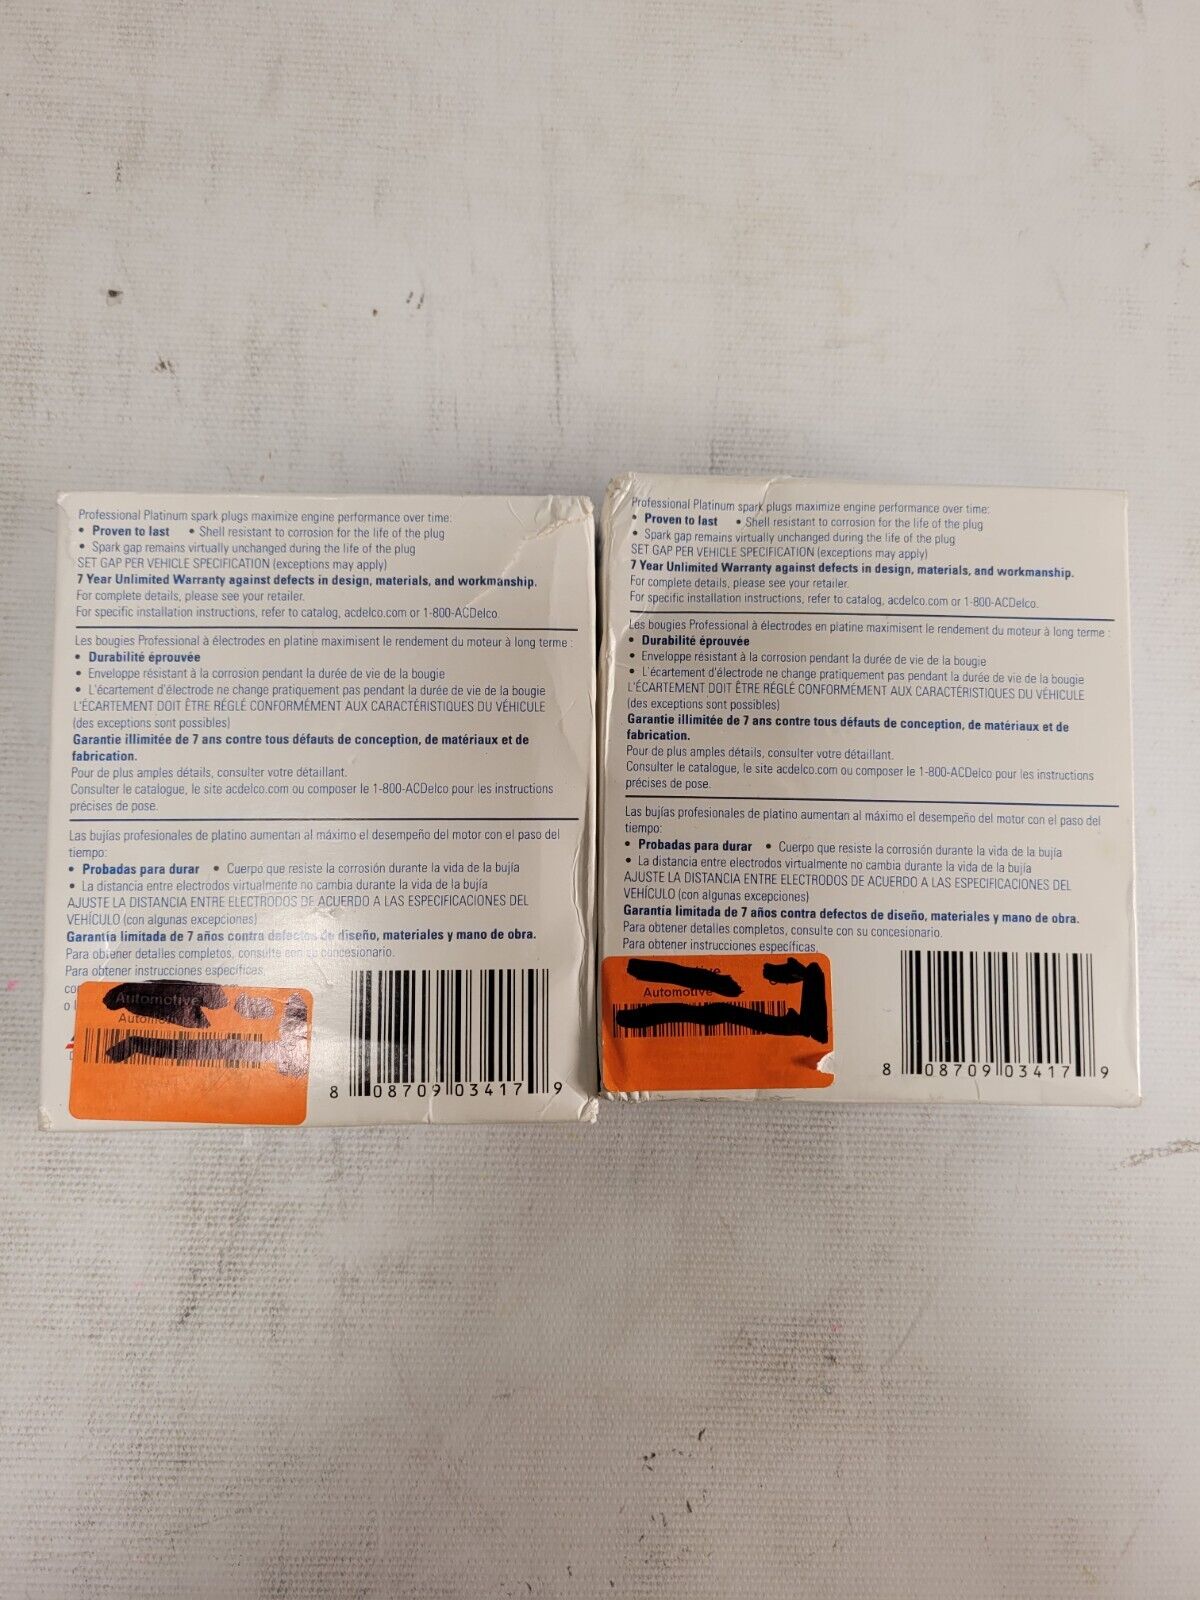 Professional Platinum spark plugs maximize engine performance over time:
• Proven to last • Shell resistant to corrosion for the life of the plug
• Spark gap remains virtually unchanged during the life of the plug
SET GAP PER VEHICLE SPECIFICATION (exceptions may apply)
7 Year Unlimited Warranty against defects in design, materials, and workmanship.
For complete details, please see your retailer.
For specific installation instructions, refer to catalog, acdelco.com or 1-800-ACDelco.
Les bougies Professional à électrodes en platine maximisent le rendement du moteur à long terme :
• Durabilité éprouvée
• Enveloppe résistant à la corrosion pendant la durée de vie de la bougie
• L'écartement d'électrode ne change pratiquement pas pendant la durée de vie de la bougie
L'ÉCARTEMENT DOIT ÊTRE RÉGLÉ CONFORMÉMENT AUX CARACTÉRISTIQUES DU VÉHICULE
(des exceptions sont possibles)
Garantie illimitée de 7 ans contre tous défauts de conception, de matériaux et de
fabrication.
Pour de plus amples détails, consulter votre détaillant.
Consulter le catalogue, le site acdelco.com ou composer le 1-800-ACDelco pour les instructions
précises de pose.
Las bujías profesionales de platino aumentan al máximo el desempeño del motor con el paso del
tiempo:
• Probadas para durar • Cuerpo que resiste la corrosión durante la vida de la bujía
• La distancia entre electrodos virtualmente no cambia durante la vida de la bujía
AJUSTE LA DISTANCIA ENTRE ELECTRODOS DE ACUERDO A LAS ESPECIFICACIONES DEL
VEHÍCULO (con algunas excepciones)
Garantía limitada de 7 años contra defectos de diseño, materiales y mano de obra.
Para obtener detalles completos, consulte con su concesionario.
Para obtener instrucciones específicas,
Automotive
8 08709 03417 9
Professional Platinum spark plugs maximize engine performance over time:
• Proven to last • Shell resistant to corrosion for the life of the plug
• Spark gap remains virtually unchanged during the life of the plug
SET GAP PER VEHICLE SPECIFICATION (exceptions may apply)
7 Year Unlimited Warranty against defects in design, materials, and workmanship.
For complete details, please see your retailer.
For specific installation instructions, refer to catalog, acdelco.com or 1-800-ACDelco.
Les bougies Professional à électrodes en platine maximisent le rendement du moteur à long terme :
• Durabilité éprouvée
• Enveloppe résistant à la corrosion pendant la durée de vie de la bougie
• L'écartement d'électrode ne change pratiquement pas pendant la durée de vie de la bougie
L'ÉCARTEMENT DOIT ÊTRE RÉGLÉ CONFORMÉMENT AUX CARACTÉRISTIQUES DU VÉHICULE
(des exceptions sont possibles)
Garantie illimitée de 7 ans contre tous défauts de conception, de matériaux et de
fabrication.
Pour de plus amples détails, consulter votre détaillant.
Consulter le catalogue, le site acdelco.com ou composer le 1-800-ACDelco pour les instructions
précises de pose.
Las bujías profesionales de platino aumentan al máximo el desempeño del motor con el paso del
tiempo:
• Probadas para durar • Cuerpo que resiste la corrosión durante la vida de la bujía
• La distancia entre electrodos virtualmente no cambia durante la vida de la bujía
AJUSTE LA DISTANCIA ENTRE ELECTRODOS DE ACUERDO A LAS ESPECIFICACIONES DEL
VEHÍCULO (con algunas excepciones)
Garantía limitada de 7 años contra defectos de diseño, materiales y mano de obra.
Para obtener detalles completos, consulte con su concesionario.
Para obtener instrucciones específicas,
Automotive
8 08709 03417 9